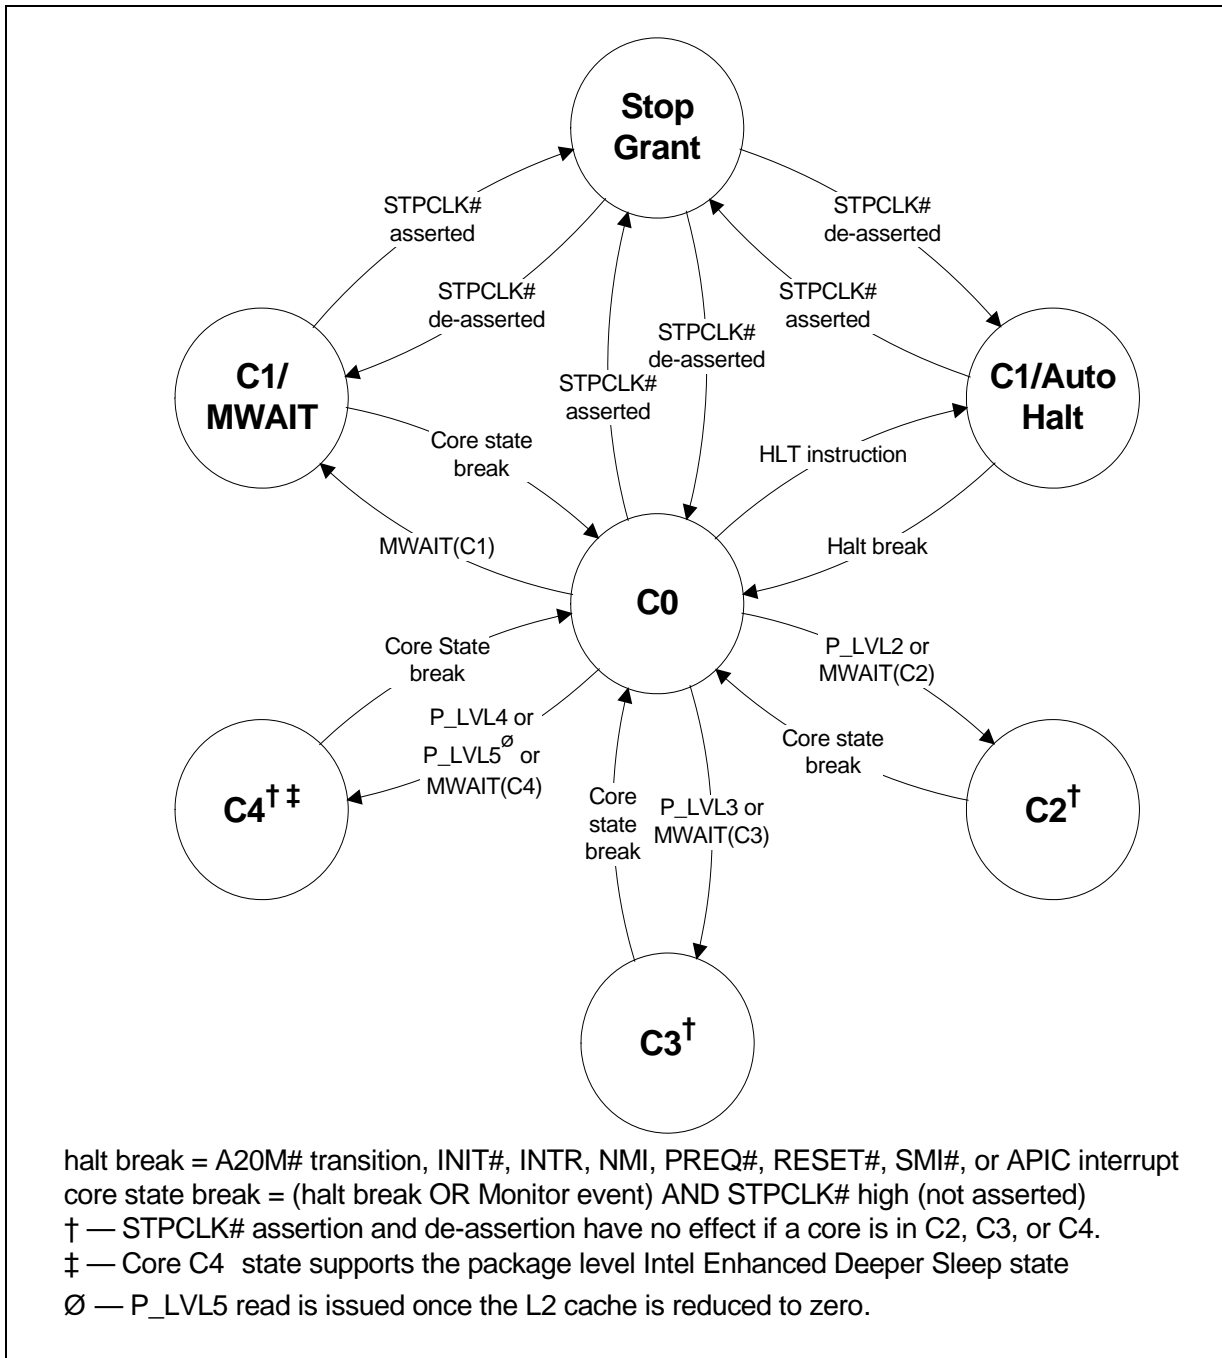 Stop
Grant
STPCLK#
asserted
STPCLK#
de-asserted
STPCLK#
de-asserted
STPCLK#
asserted
STPCLK#
de-asserted
STPCLK#
asserted
C1/
MWAIT
C1/Auto
Halt
Core state
break
HLT instruction
MWAIT(C1)
Halt break
C0
Core State
break
P_LVL2 or
MWAIT(C2)
P_LVL4 or
P_LVL5Ø or
MWAIT(C4)
Core state
break
C4† ‡
Core
state
break
P_LVL3 or
MWAIT(C3)
C2†
C3†
halt break = A20M# transition, INIT#, INTR, NMI, PREQ#, RESET#, SMI#, or APIC interrupt
core state break = (halt break OR Monitor event) AND STPCLK# high (not asserted)
† — STPCLK# assertion and de-assertion have no effect if a core is in C2, C3, or C4.
‡ — Core C4 state supports the package level Intel Enhanced Deeper Sleep state
Ø — P_LVL5 read is issued once the L2 cache is reduced to zero.